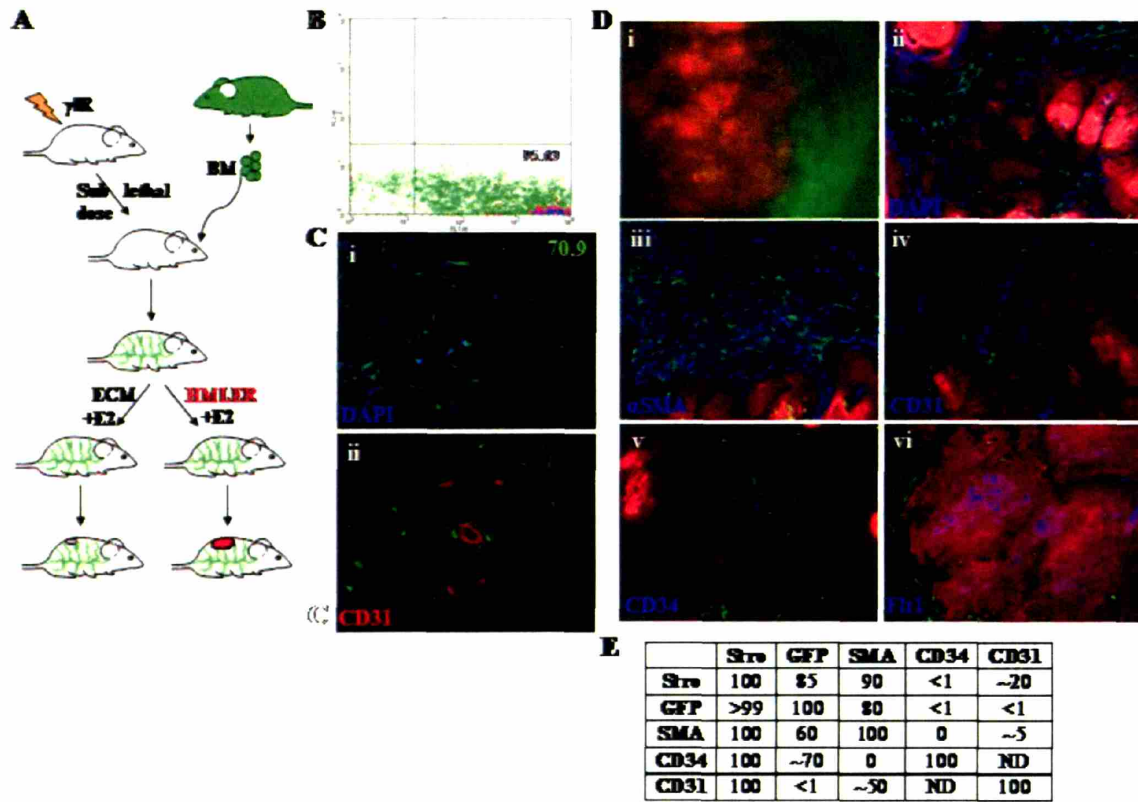 A
γIR
BM
Sub lethal
dose
ECM
+E2
HMLER
+E2
B
85.83
C
i
70.9
DAPI
ii
CD31
C
D
i
ii
DAPI
iii
αSMA
iv
CD31
v
CD34
vi
Flt1
E
Stro GFP SMA CD34 CD31
Stro 100 85 90 <1 ~20
GFP >99 100 80 <1 <1
SMA 100 60 100 0 ~5
CD34 100 ~70 0 100 ND
CD31 100 <1 ~50 ND 100